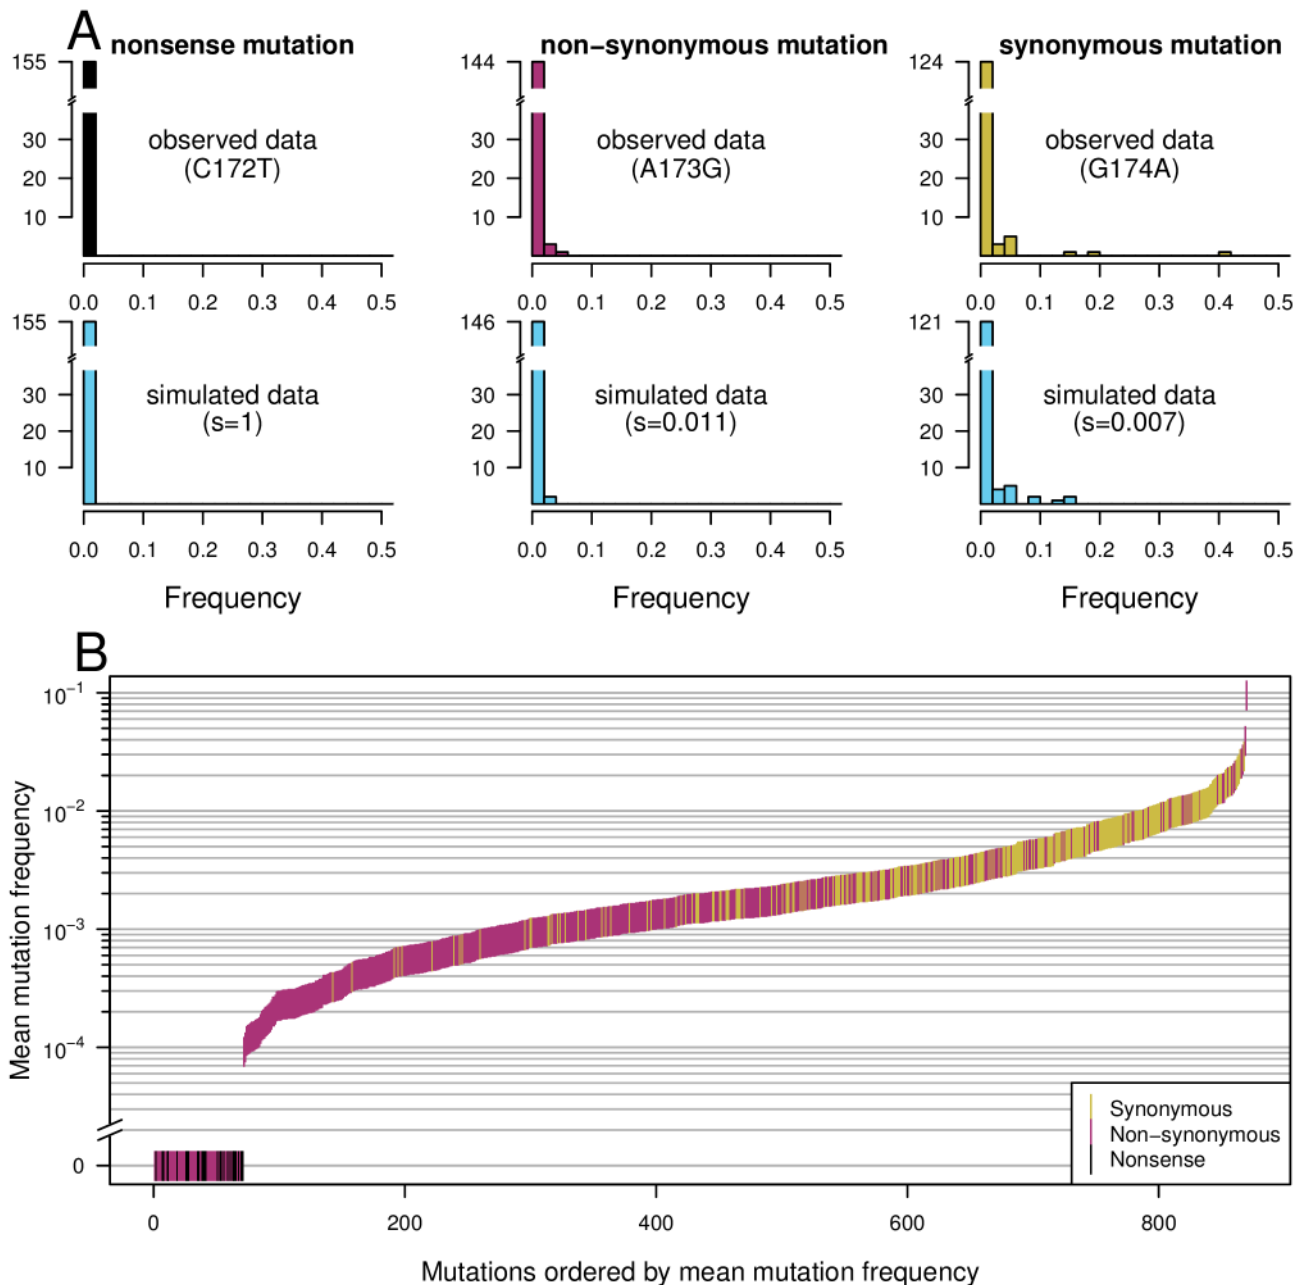 A
nonsense mutation
non−synonymous mutation
synonymous mutation
155
30
20
10
observed data
(C172T)
0.0 0.1 0.2 0.3 0.4 0.5
144
30
20
10
observed data
(A173G)
0.0 0.1 0.2 0.3 0.4 0.5
124
30
20
10
observed data
(G174A)
0.0 0.1 0.2 0.3 0.4 0.5
155
30
20
10
simulated data
(s=1)
0.0 0.1 0.2 0.3 0.4 0.5
Frequency
146
30
20
10
simulated data
(s=0.011)
0.0 0.1 0.2 0.3 0.4 0.5
Frequency
121
30
20
10
simulated data
(s=0.007)
0.0 0.1 0.2 0.3 0.4 0.5
Frequency
B
Mean mutation frequency
10⁻¹
10⁻²
10⁻³
10⁻⁴
0
Synonymous
Non−synonymous
Nonsense
0 200 400 600 800
Mutations ordered by mean mutation frequency